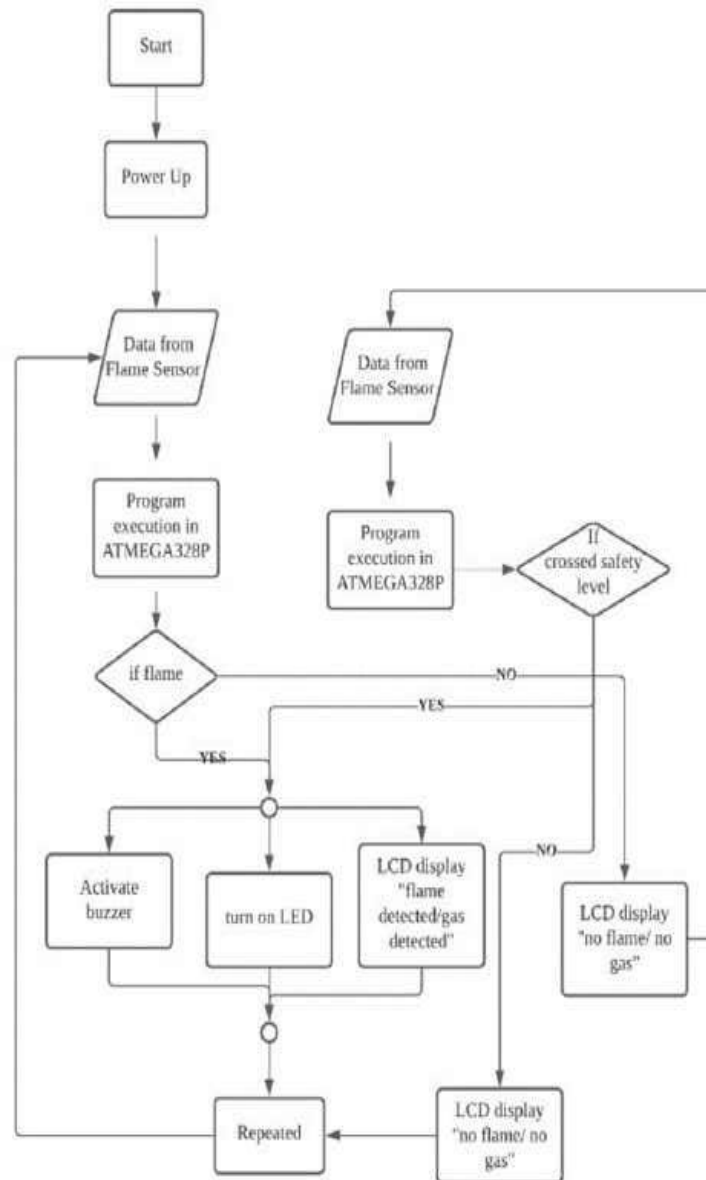 Start
Power Up
Data from
Flame Sensor
Program
execution in
ATMEGA328P
if flame
YES
NO
Data from
Flame Sensor
Program
execution in
ATMEGA328P
If
crossed safety
level
YES
NO
Activate
buzzer
turn on LED
LCD display
"flame
detected/gas
detected"
LCD display
"no flame/ no
gas"
Repeated
LCD display
"no flame/ no
gas"